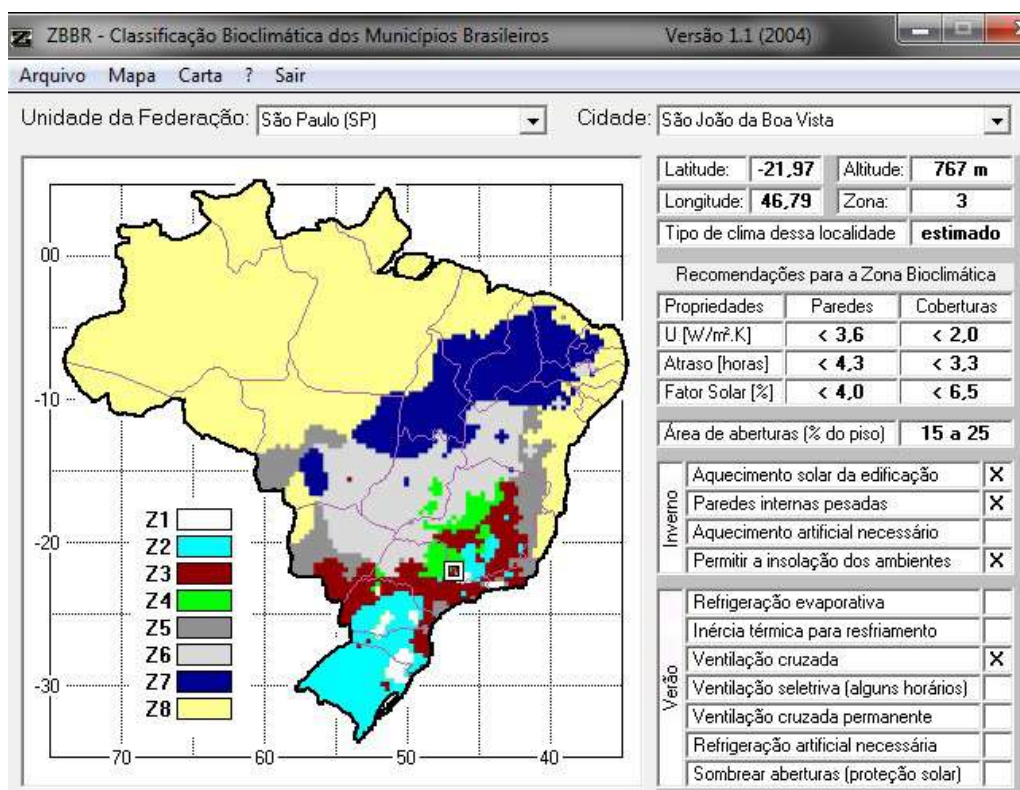 ZBBR - Classificação Bioclimática dos Municípios Brasileiros Versão 1.1 (2004)
Arquivo Mapa Carta ? Sair
Unidade da Federação: São Paulo (SP) Cidade: São João da Boa Vista
00
-10
-20
-30
70 60 50 40
Z1
Z2
Z3
Z4
Z5
Z6
Z7
Z8
Latitude: -21,97 Altitude: 767 m
Longitude: 46,79 Zona: 3
Tipo de clima dessa localidade estimado
Recomendações para a Zona Bioclimática
Propriedades Paredes Coberturas
U [W/m².K] < 3,6 < 2,0
Atraso [horas] < 4,3 < 3,3
Fator Solar [%] < 4,0 < 6,5
Área de aberturas (% do piso) 15 a 25
Inverno
Aquecimento solar da edificação X
Paredes internas pesadas X
Aquecimento artificial necessário
Permitir a insolação dos ambientes X
Verão
Refrigeração evaporativa
Inércia térmica para resfriamento
Ventilação cruzada X
Ventilação seletriva (alguns horários)
Ventilação cruzada permanente
Refrigeração artificial necessária
Sombrear aberturas (proteção solar)